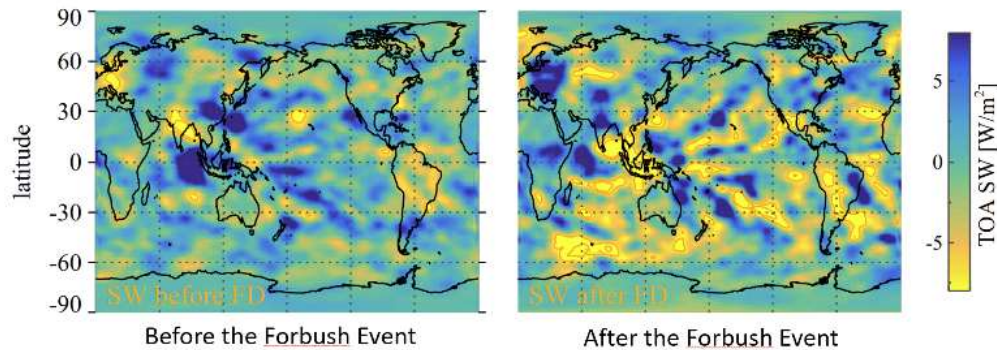 90
60
30
0
-30
-60
-90
latitude
SW before FD
SW after FD
5
0
-5
TOA SW [W/m²]
Before the Forbush Event
After the Forbush Event